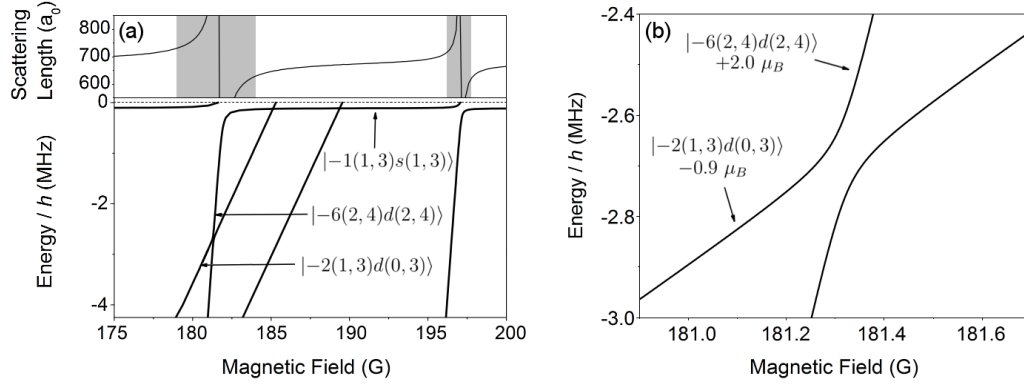 Scattering
Length (a₀)
800
700
600
(a)
0
-2
-4
Energy / h (MHz)
|−1(1,3)s(1,3)⟩
|−6(2,4)d(2,4)⟩
|−2(1,3)d(0,3)⟩
175 180 185 190 195 200
Magnetic Field (G)
(b)
-2.4
-2.6
-2.8
-3.0
Energy / h (MHz)
|−6(2,4)d(2,4)⟩
+2.0 μ_B
|−2(1,3)d(0,3)⟩
−0.9 μ_B
181.0 181.2 181.4 181.6
Magnetic Field (G)